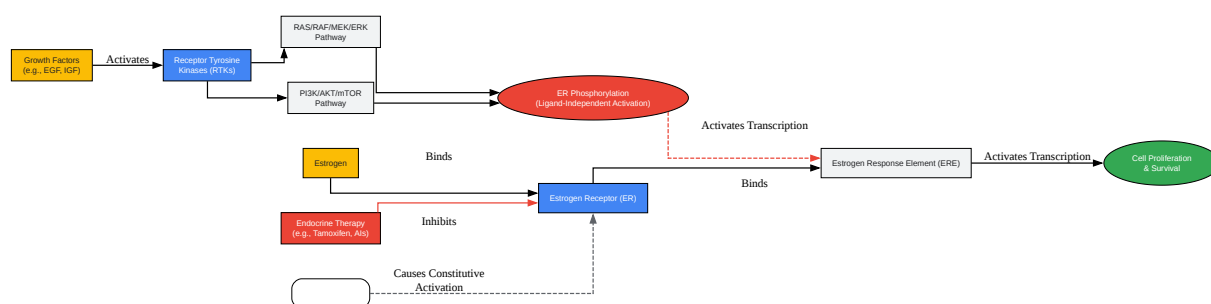 RAS/RAF/MEK/ERK
Pathway
Growth Factors
(e.g., EGF, IGF)
Activates
Receptor Tyrosine
Kinases (RTKs)
PI3K/AKT/mTOR
Pathway
ER Phosphorylation
(Ligand-Independent Activation)
Activates Transcription
Estrogen
Binds
Estrogen Response Element (ERE)
Activates Transcription
Cell Proliferation
& Survival
Estrogen Receptor (ER)
Binds
Endocrine Therapy
(e.g., Tamoxifen, AIs)
Inhibits
Causes Constitutive
Activation